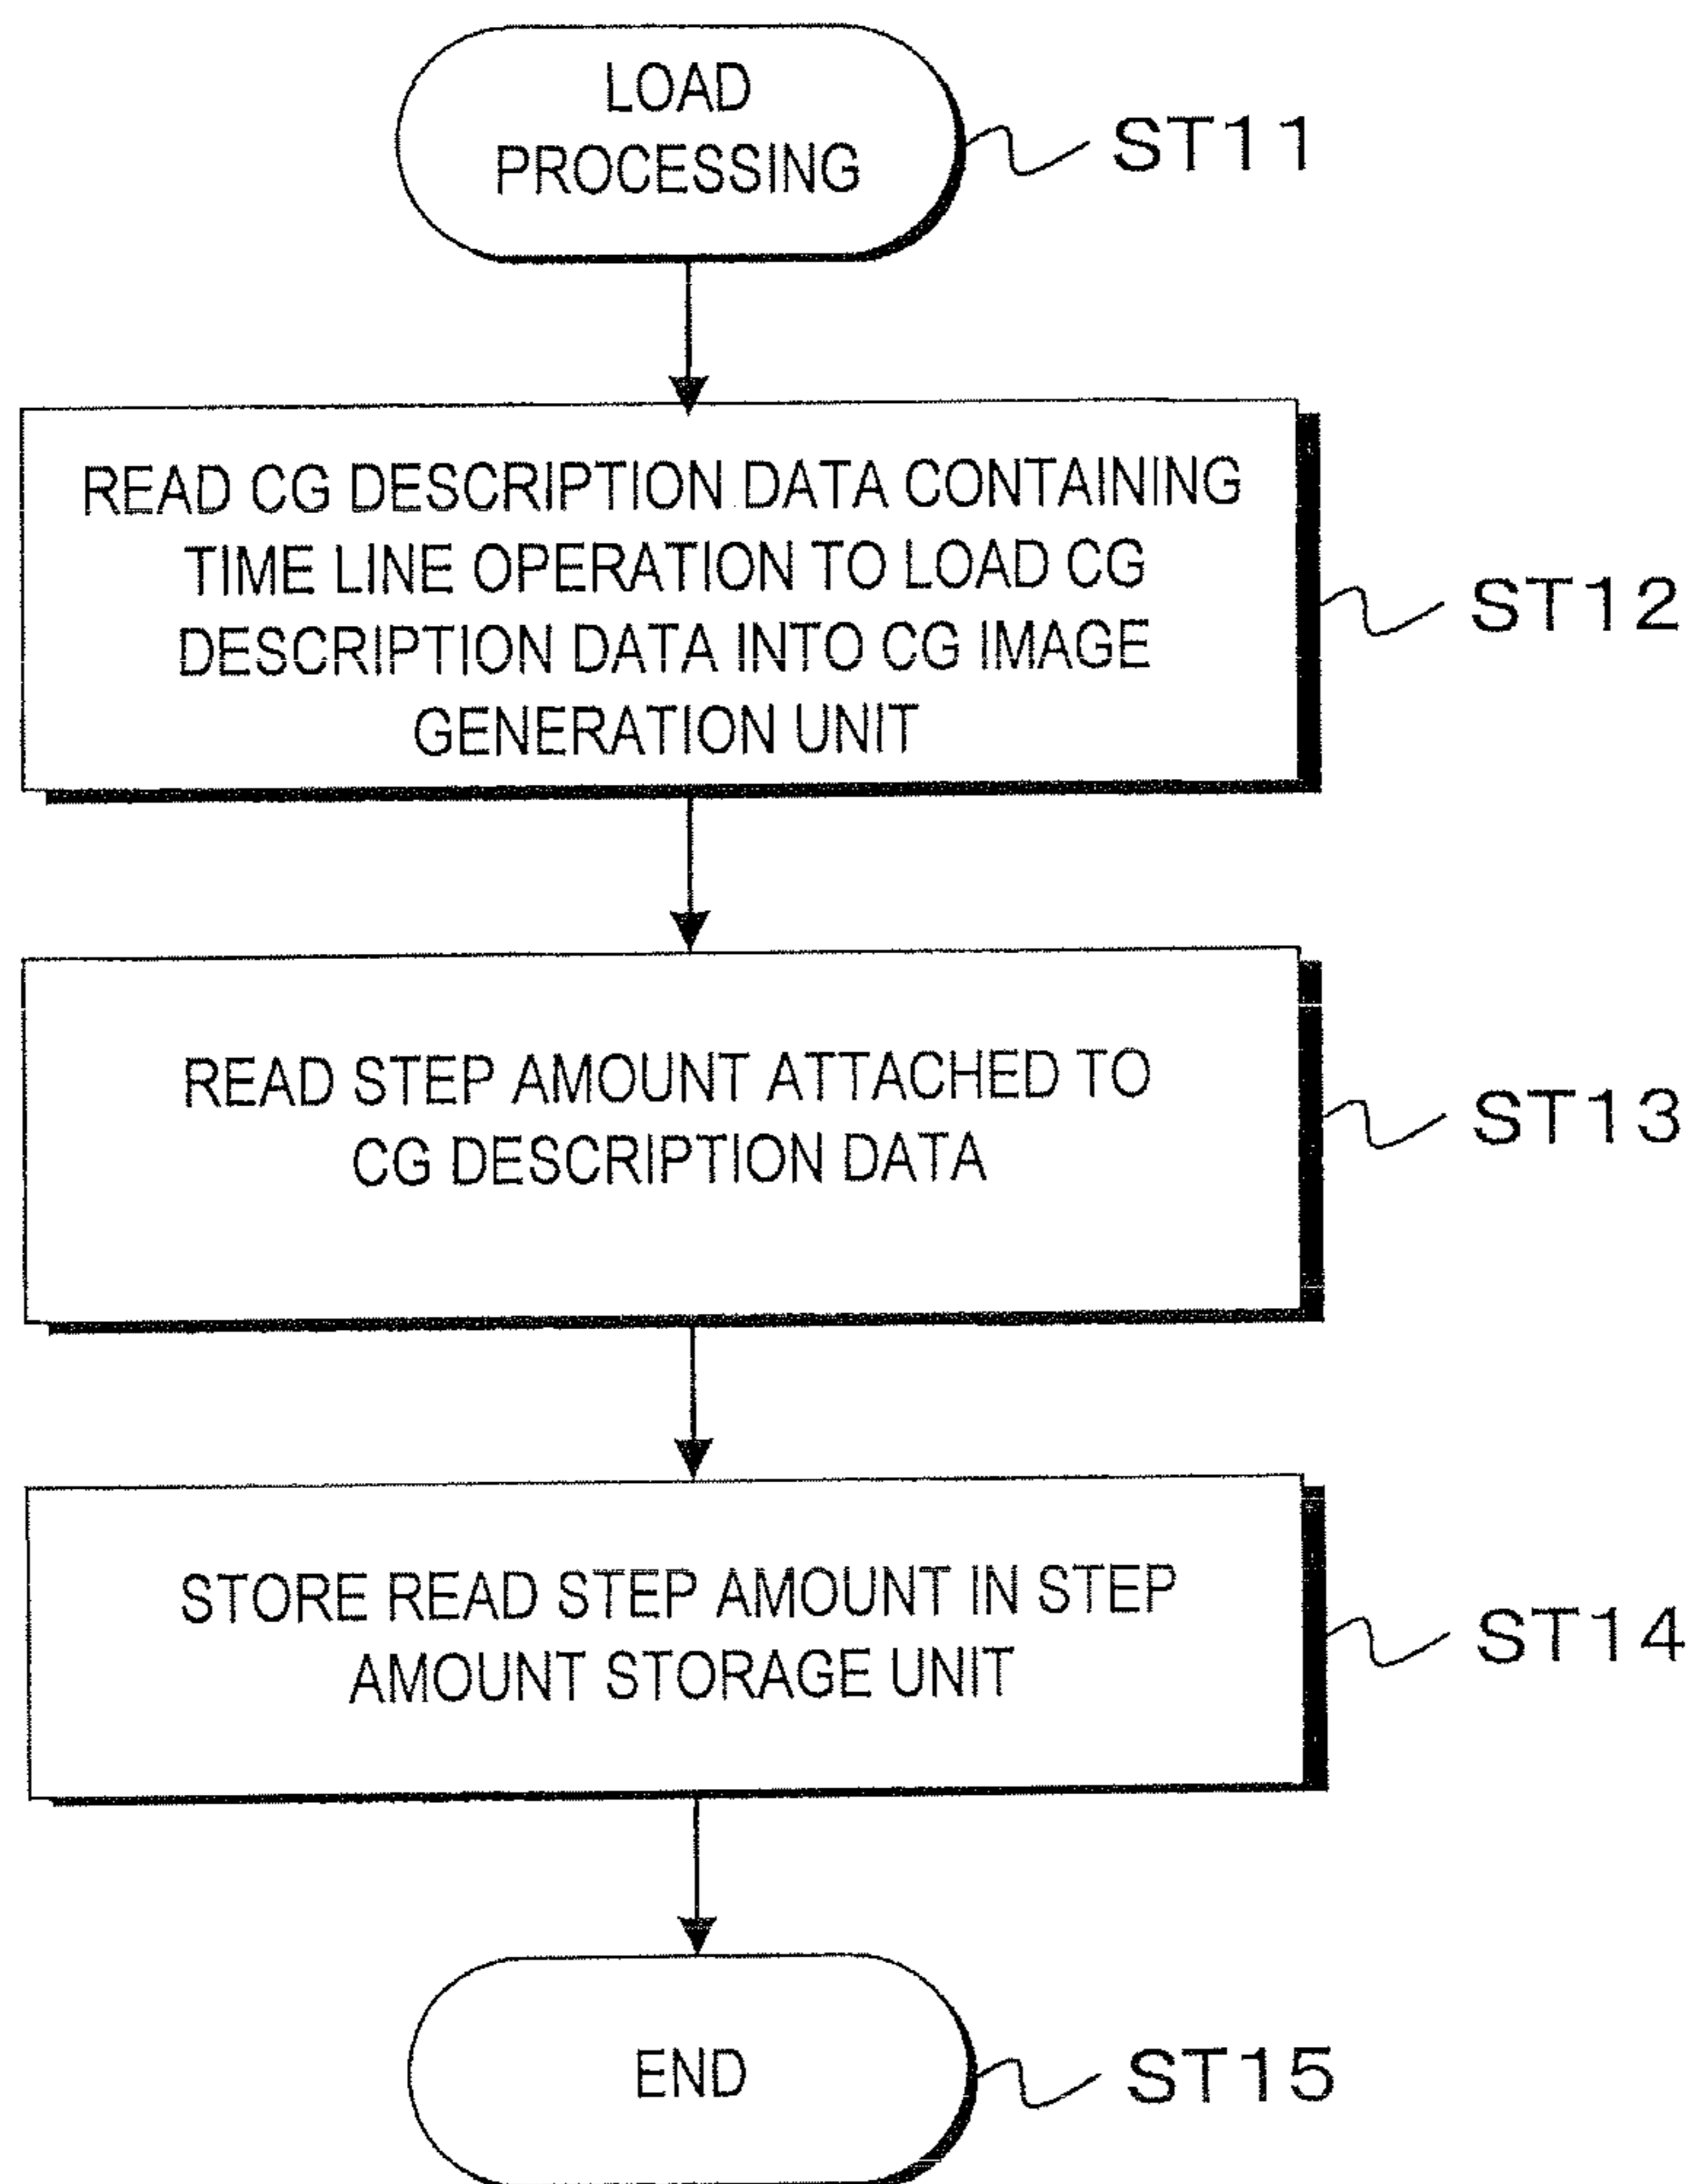 LOAD
PROCESSING
ST11
READ CG DESCRIPTION DATA CONTAINING
TIME LINE OPERATION TO LOAD CG
DESCRIPTION DATA INTO CG IMAGE
GENERATION UNIT
ST12
READ STEP AMOUNT ATTACHED TO
CG DESCRIPTION DATA
ST13
STORE READ STEP AMOUNT IN STEP
AMOUNT STORAGE UNIT
ST14
END
ST15